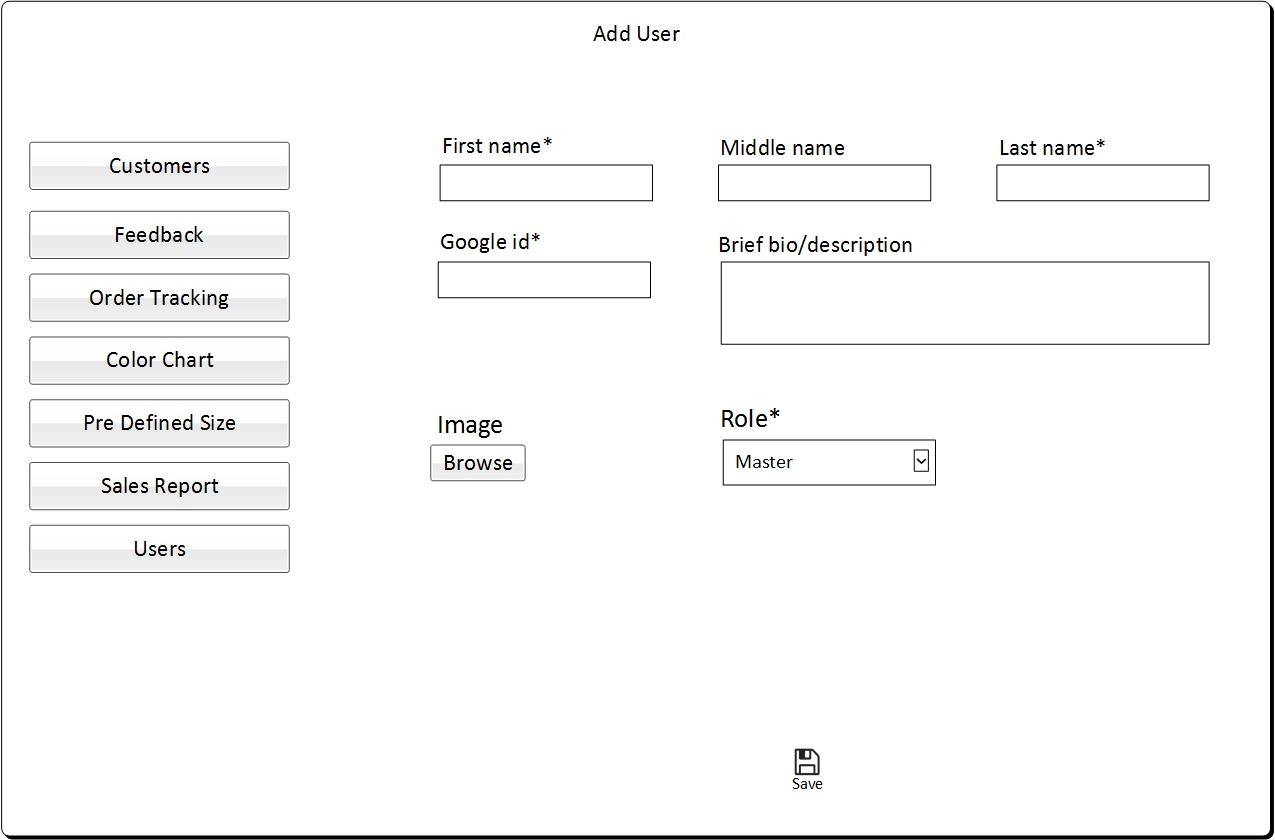 Add User
Customers
Feedback
Order Tracking
Color Chart
Pre Defined Size
Sales Report
Users
First name*
Middle name
Last name*
Google id*
Brief bio/description
Image
Browse
Role*
Master
Save